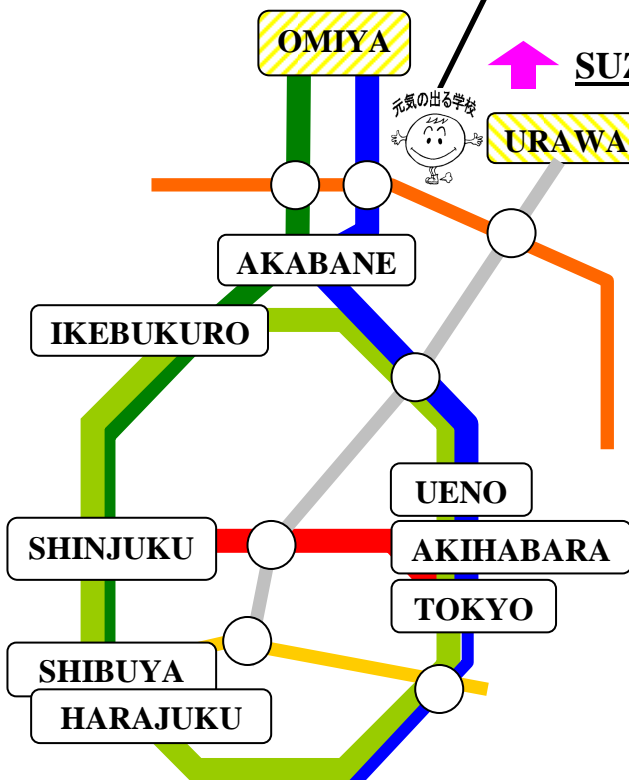 OMIYA
SUZ
元気の出る学校
URAWA
AKABANE
IKEBUKURO
UENO
SHINJUKU
AKIHABARA
TOKYO
SHIBUYA
HARAJUKU